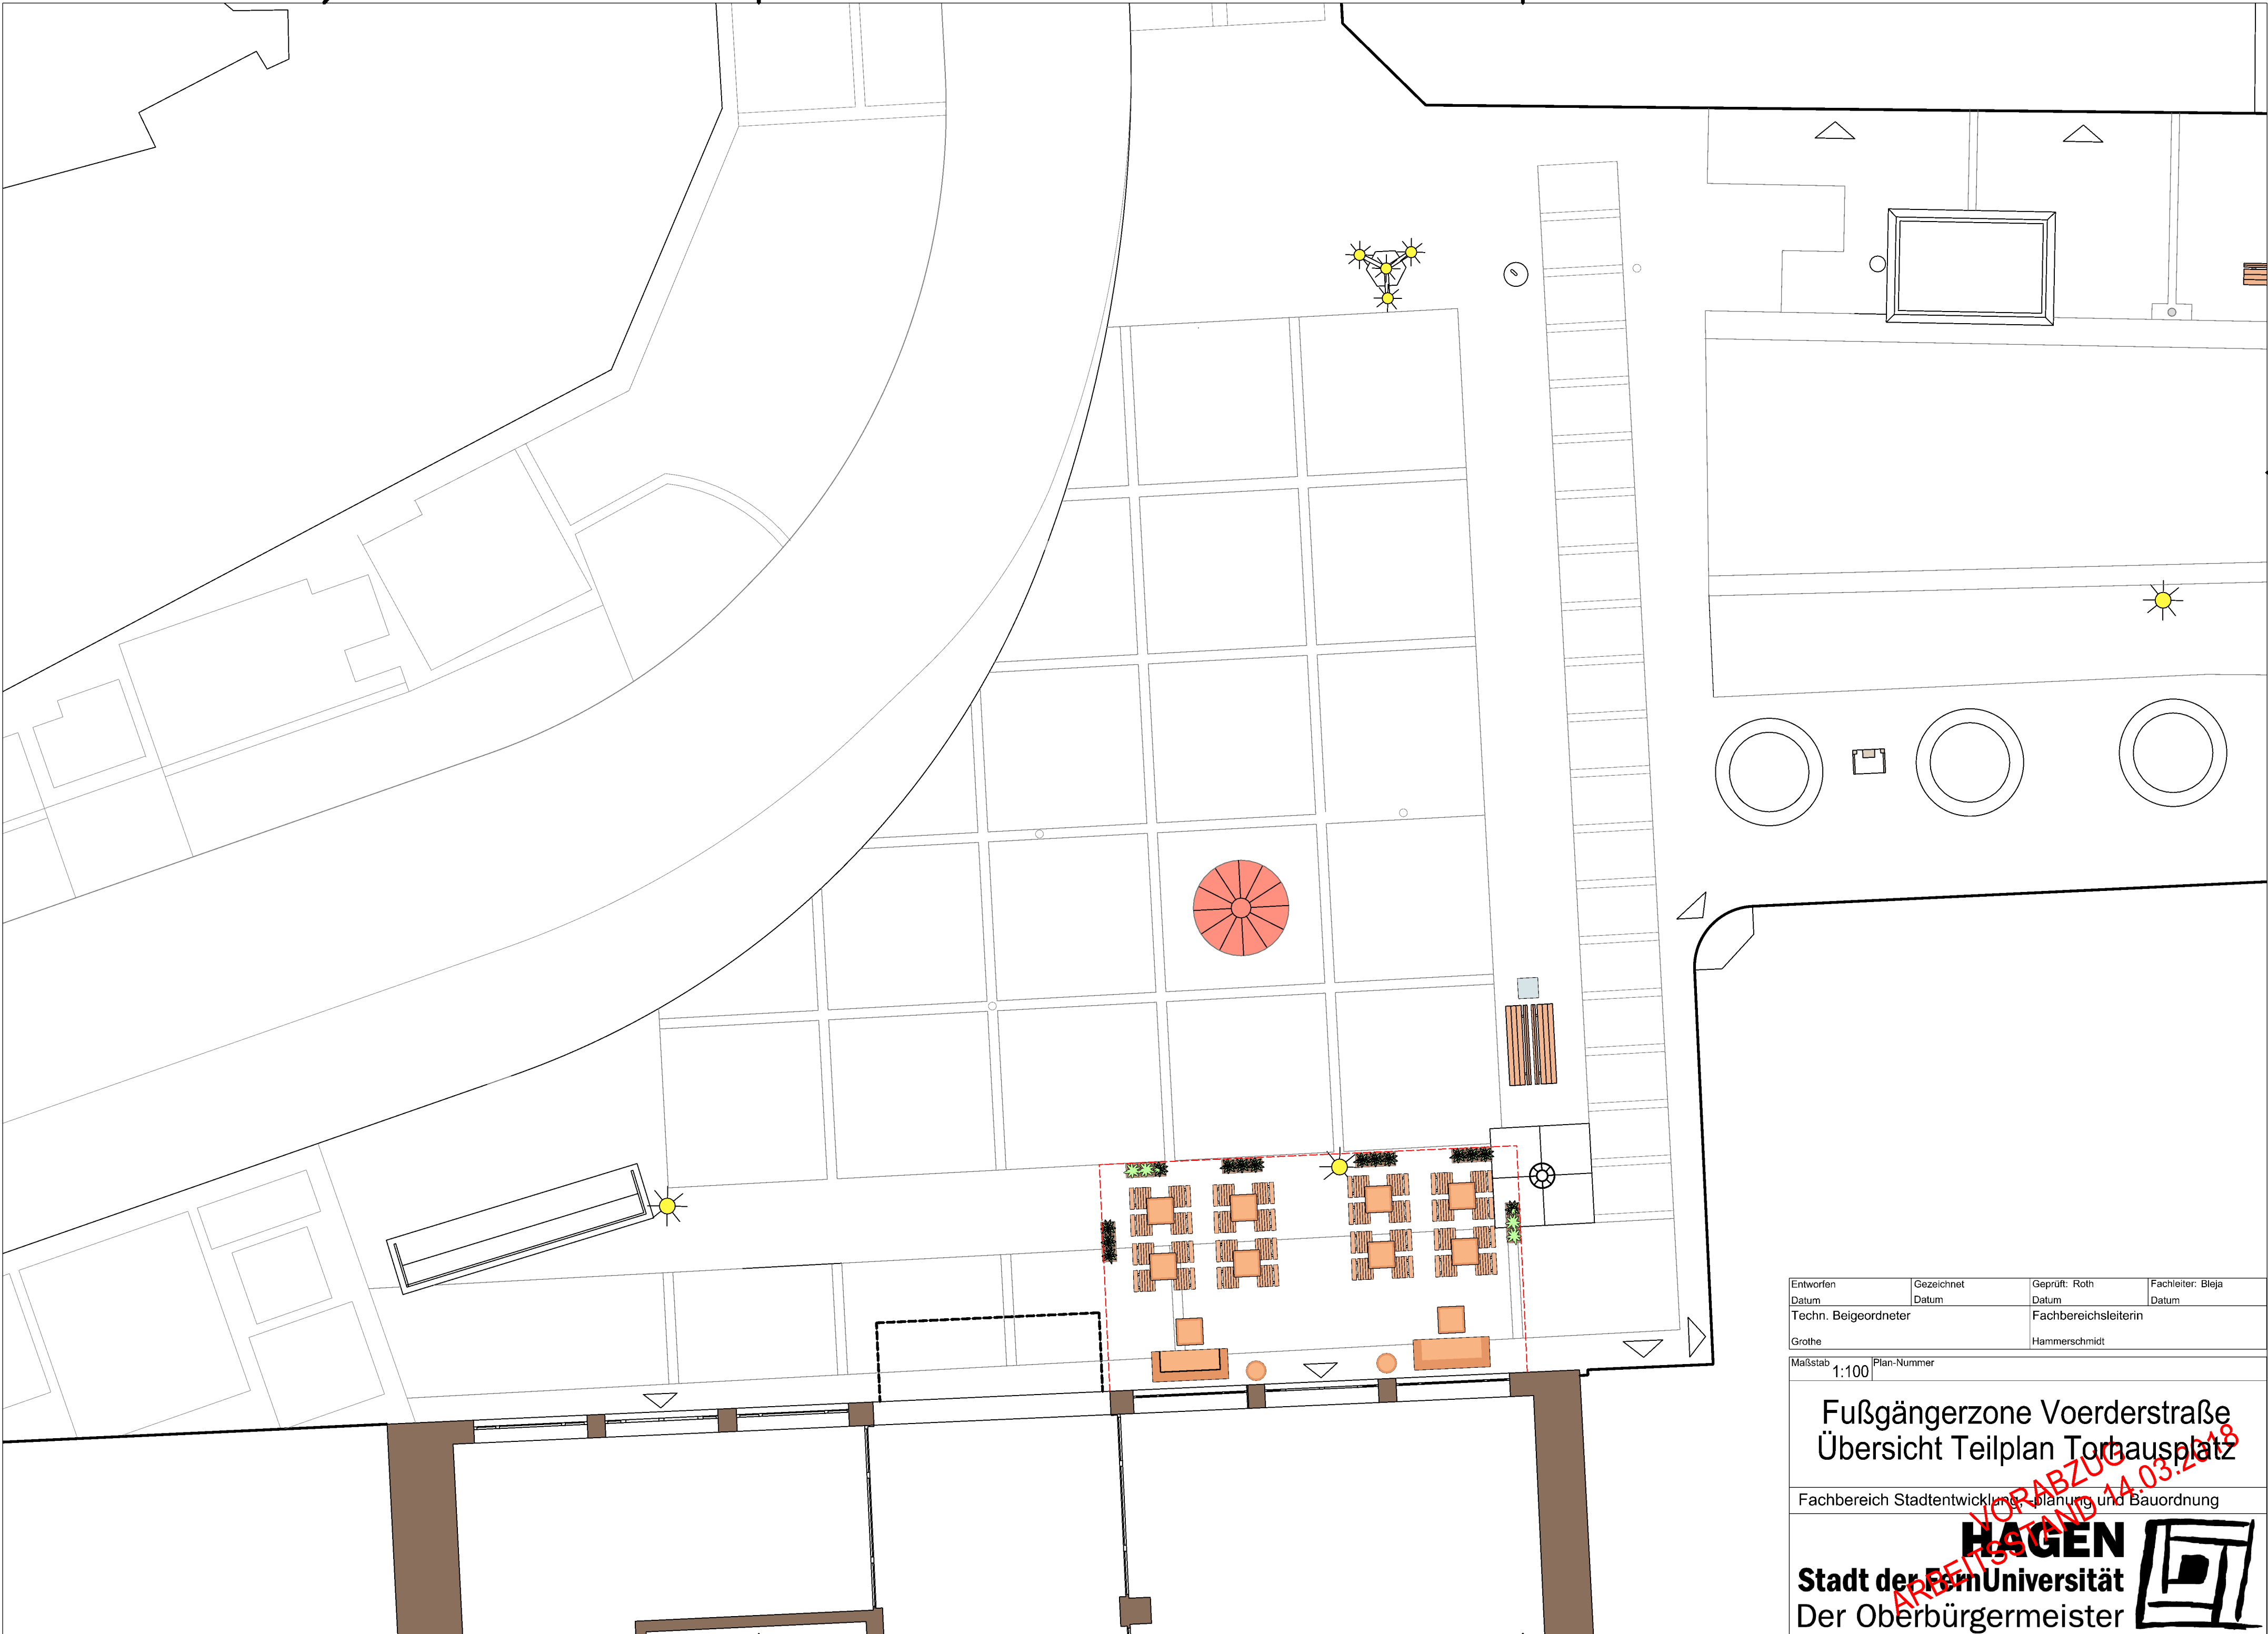 Entworfen Gezeichnet Geprüft: Roth Fachleiter: Bleja
Datum Datum Datum Datum
Techn. Beigeordneter Fachbereichsleiterin
Grothe Hammerschmidt
Maßstab 1:100 Plan-Nummer
Fußgängerzone Voerderstraße
Übersicht Teilplan Torhausplatz
VORABZUG
ARBEITSSTAND 14.03.2018
Fachbereich Stadtentwicklung, -planung und Bauordnung
HAGEN
Stadt der FernUniversität
Der Oberbürgermeister